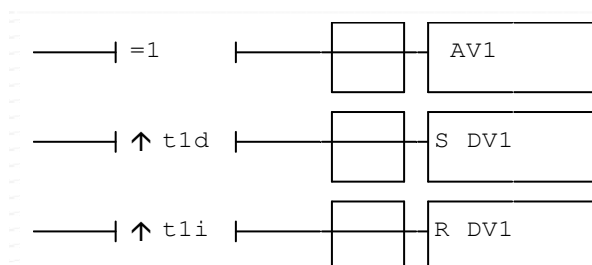 =1 AV1
↑ t1d S DV1
↑ t1i R DV1